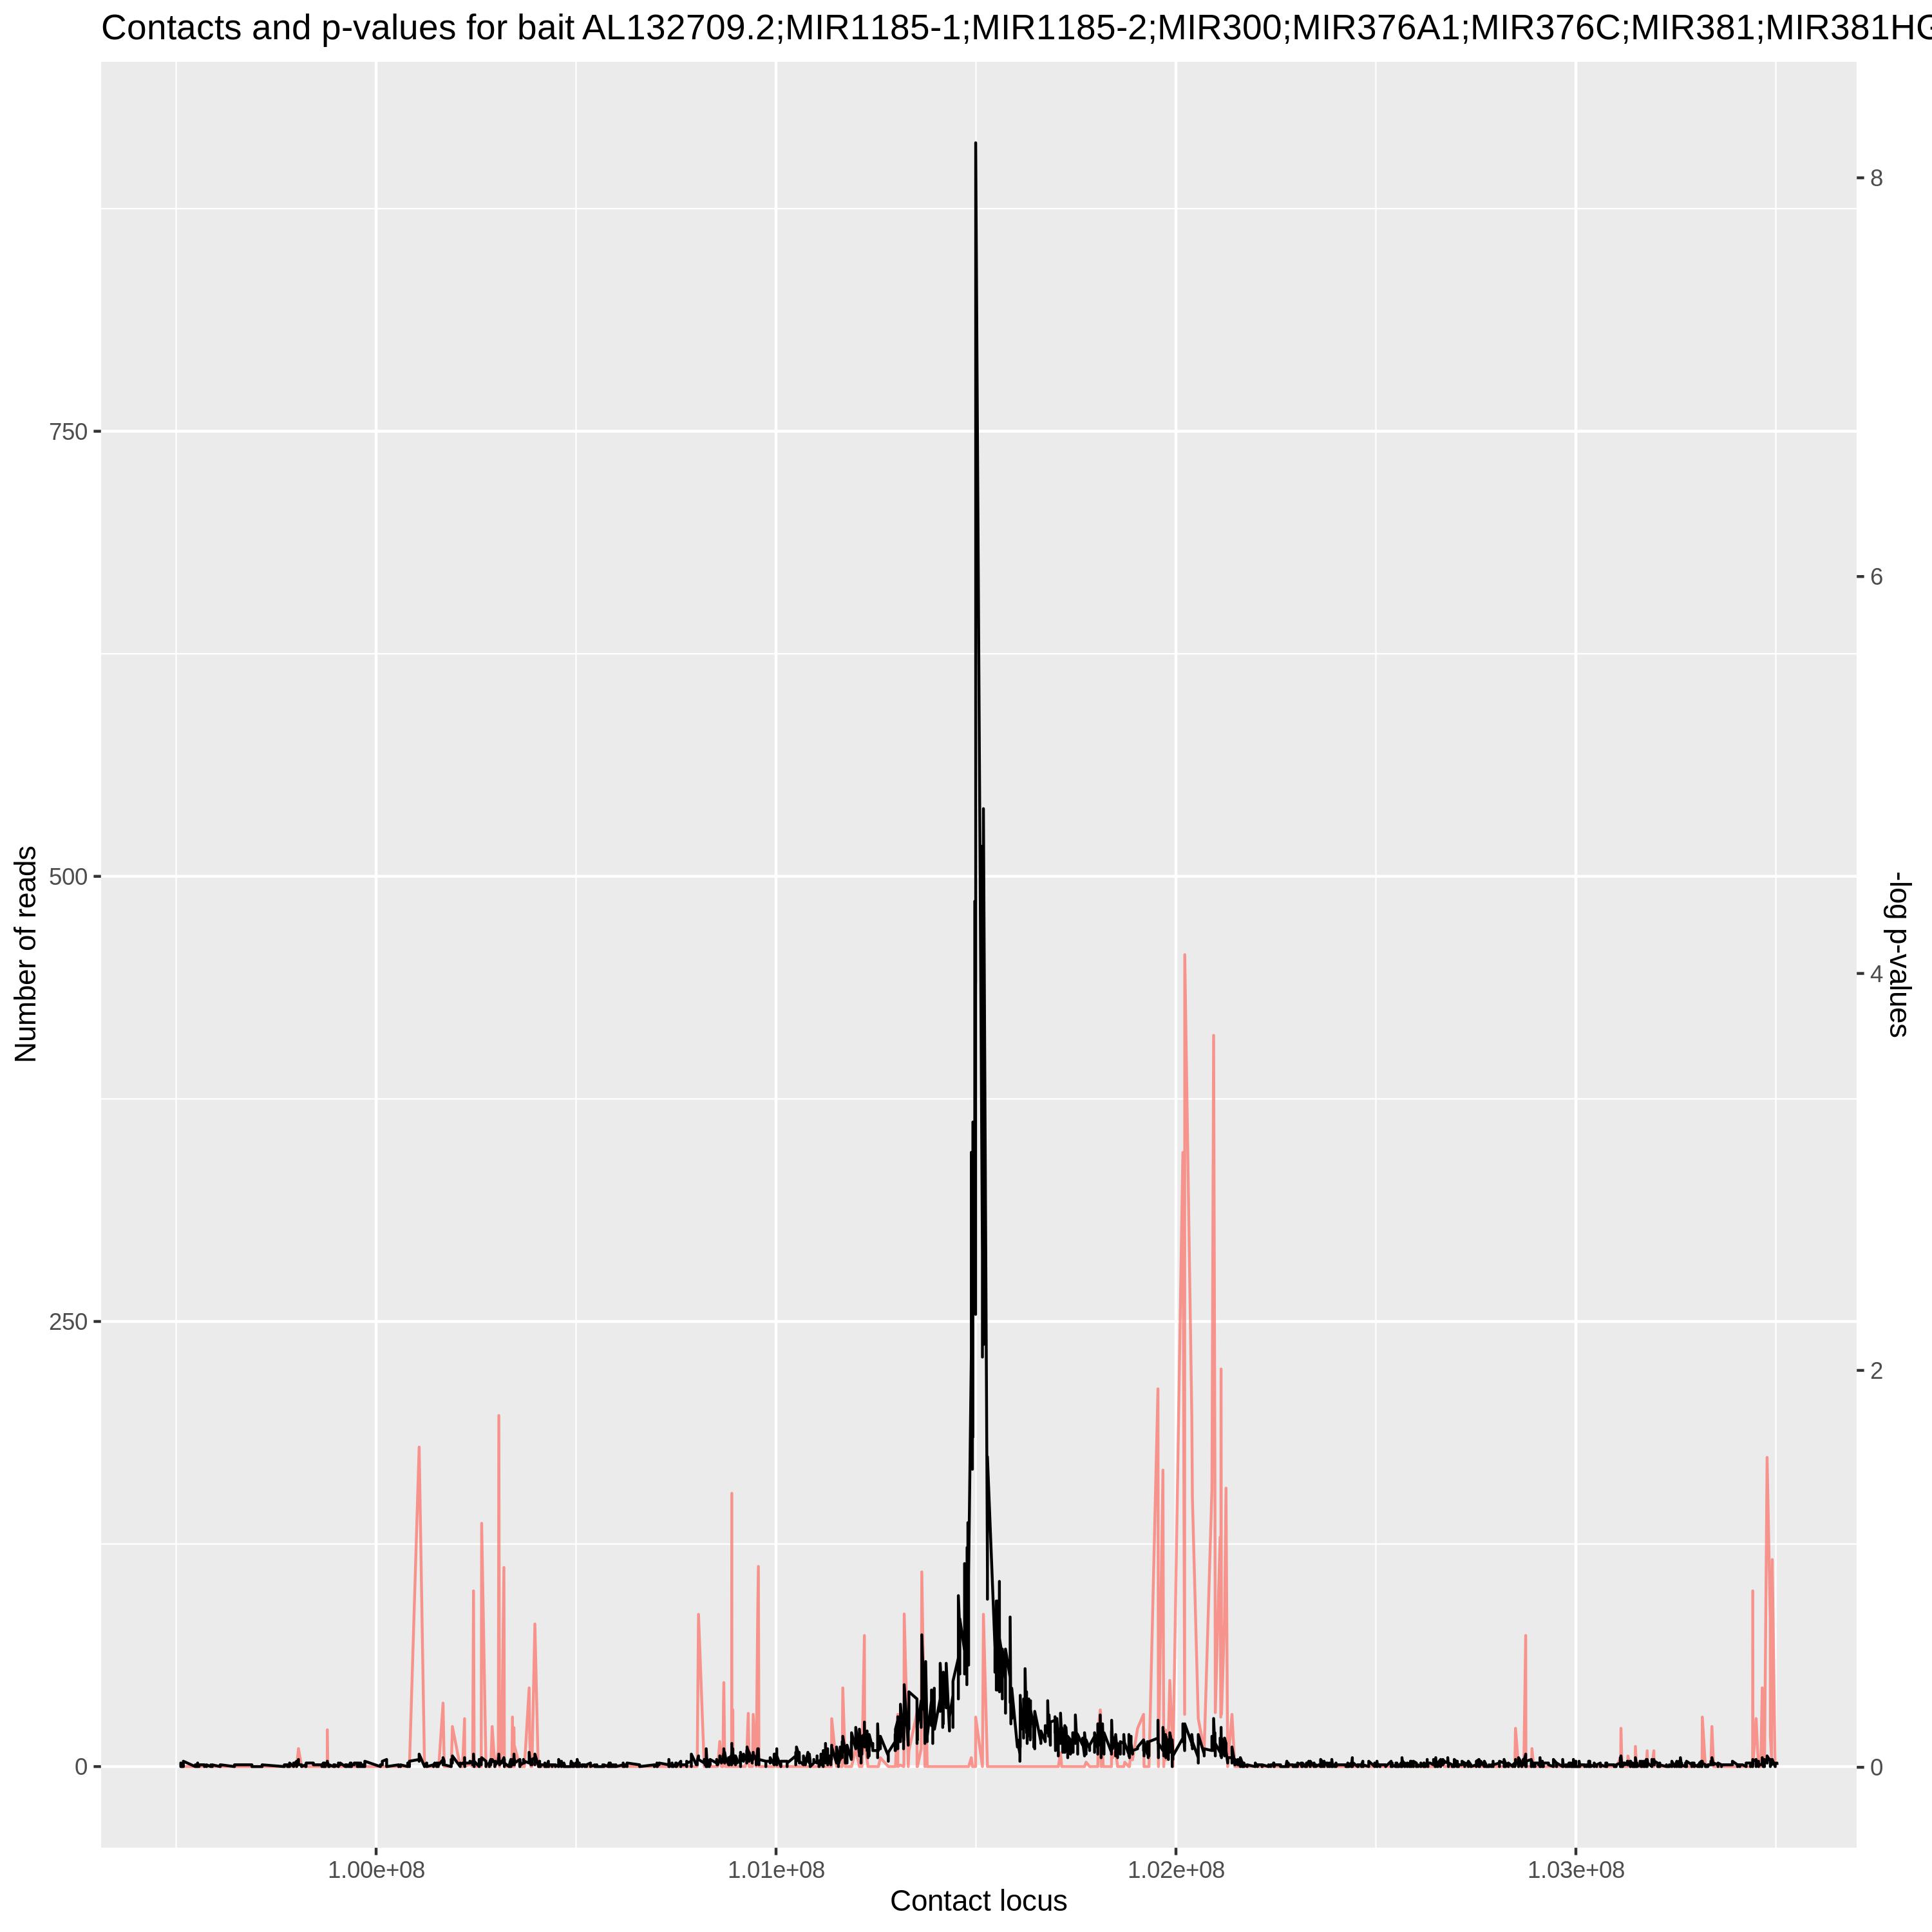 Contacts and p-values for bait AL132709.2;MIR1185-1;MIR1185-2;MIR300;MIR376A1;MIR376C;MIR381;MIR381HG
750
500
250
0
8
6
4
2
0
Number of reads
-log p-values
1.00e+08
1.01e+08
1.02e+08
1.03e+08
Contact locus